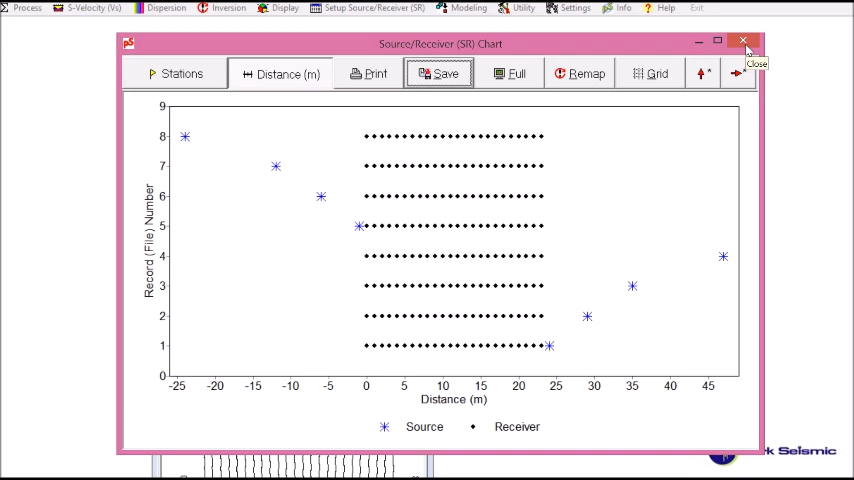 Process S-Velocity (Vs) Dispersion Inversion Display Setup Source/Receiver (SR) Modeling Utility Settings Info Help Exit
pS Source/Receiver (SR) Chart
Close
Stations Distance (m) Print Save Full Remap Grid * *
9
8
7
6
5
4
3
2
1
0
Record (File) Number
-25 -20 -15 -10 -5 0 5 10 15 20 25 30 35 40 45
Distance (m)
Source Receiver
rk Seismic